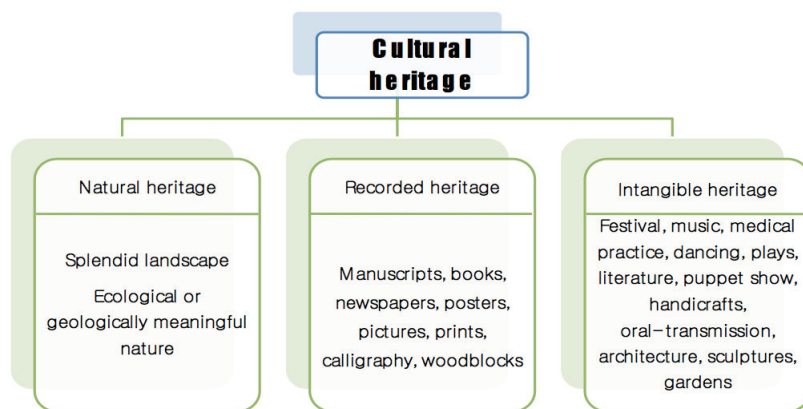 Cultural
heritage
Natural heritage
Splendid landscape
Ecological or
geologically meaningful
nature
Recorded heritage
Manuscripts, books,
newspapers, posters,
pictures, prints,
calligraphy, woodblocks
Intangible heritage
Festival, music, medical
practice, dancing, plays,
literature, puppet show,
handicrafts,
oral-transmission,
architecture, sculptures,
gardens